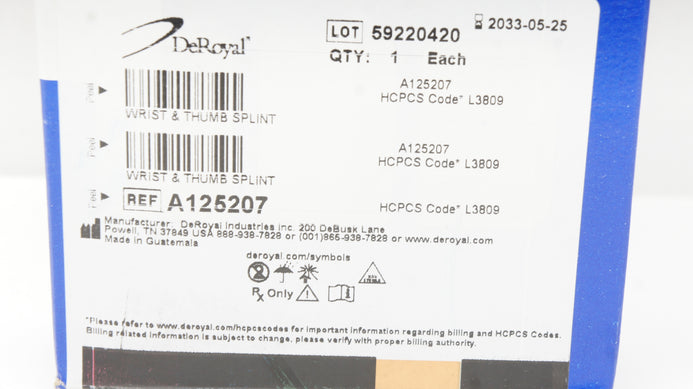 DeRoyal
LOT 59220420
2033-05-25
QTY: 1 Each
Peel
A125207
HCPCS Code* L3809
WRIST & THUMB SPLINT
Peel
A125207
HCPCS Code* L3809
WRIST & THUMB SPLINT
Peel
REF A125207
HCPCS Code* L3809
Manufacturer: DeRoyal Industries Inc. 200 DeBusk Lane
Powell, TN 37849 USA 888-938-7828 or (001)865-938-7828 or www.deroyal.com
Made in Guatemala
deroyal.com/symbols
Rx Only
*Please refer to www.deroyal.com/hcpcscodes for important information regarding billing and HCPCS Codes.
Billing related information is subject to change, please verify with proper billing authority.